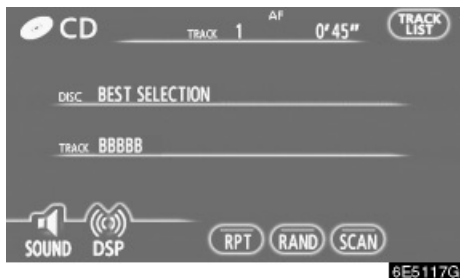 CD TRACK 1 AF 0'45" TRACK LIST
DISC BEST SELECTION
TRACK BBBBB
SOUND DSP RPT RAND SCAN
6E5117G